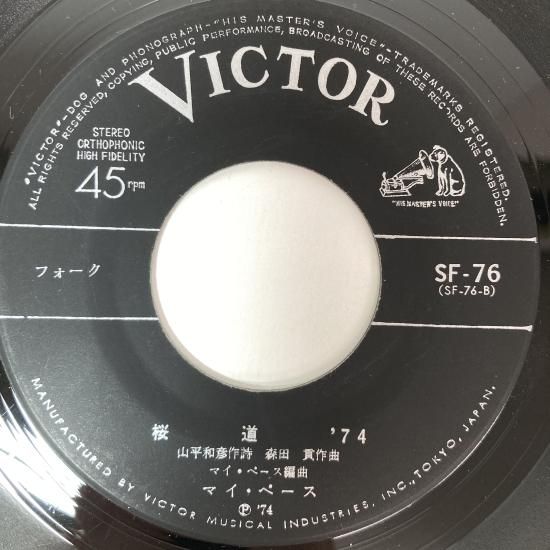 "VICTOR"-DOG AND PHONOGRAPH-"HIS MASTER'S VOICE"-TRADEMARKS REGISTERED.
ALL RIGHTS RESERVED, COPYING, PUBLIC PERFORMANCE, BROADCASTING OF THESE RECORDS ARE FORBIDDEN.
VICTOR
STEREO
ORTHOPHONIC
HIGH FIDELITY
45rpm
"HIS MASTER'S VOICE"
フォーク
SF-76
(SF-76-B)
桜道 '74
山平和彦作詩 森田貢作曲
マイ・ペース編曲
マイ・ペース
Ⓟ '74
MANUFACTURED BY VICTOR MUSICAL INDUSTRIES, INC., TOKYO, JAPAN.